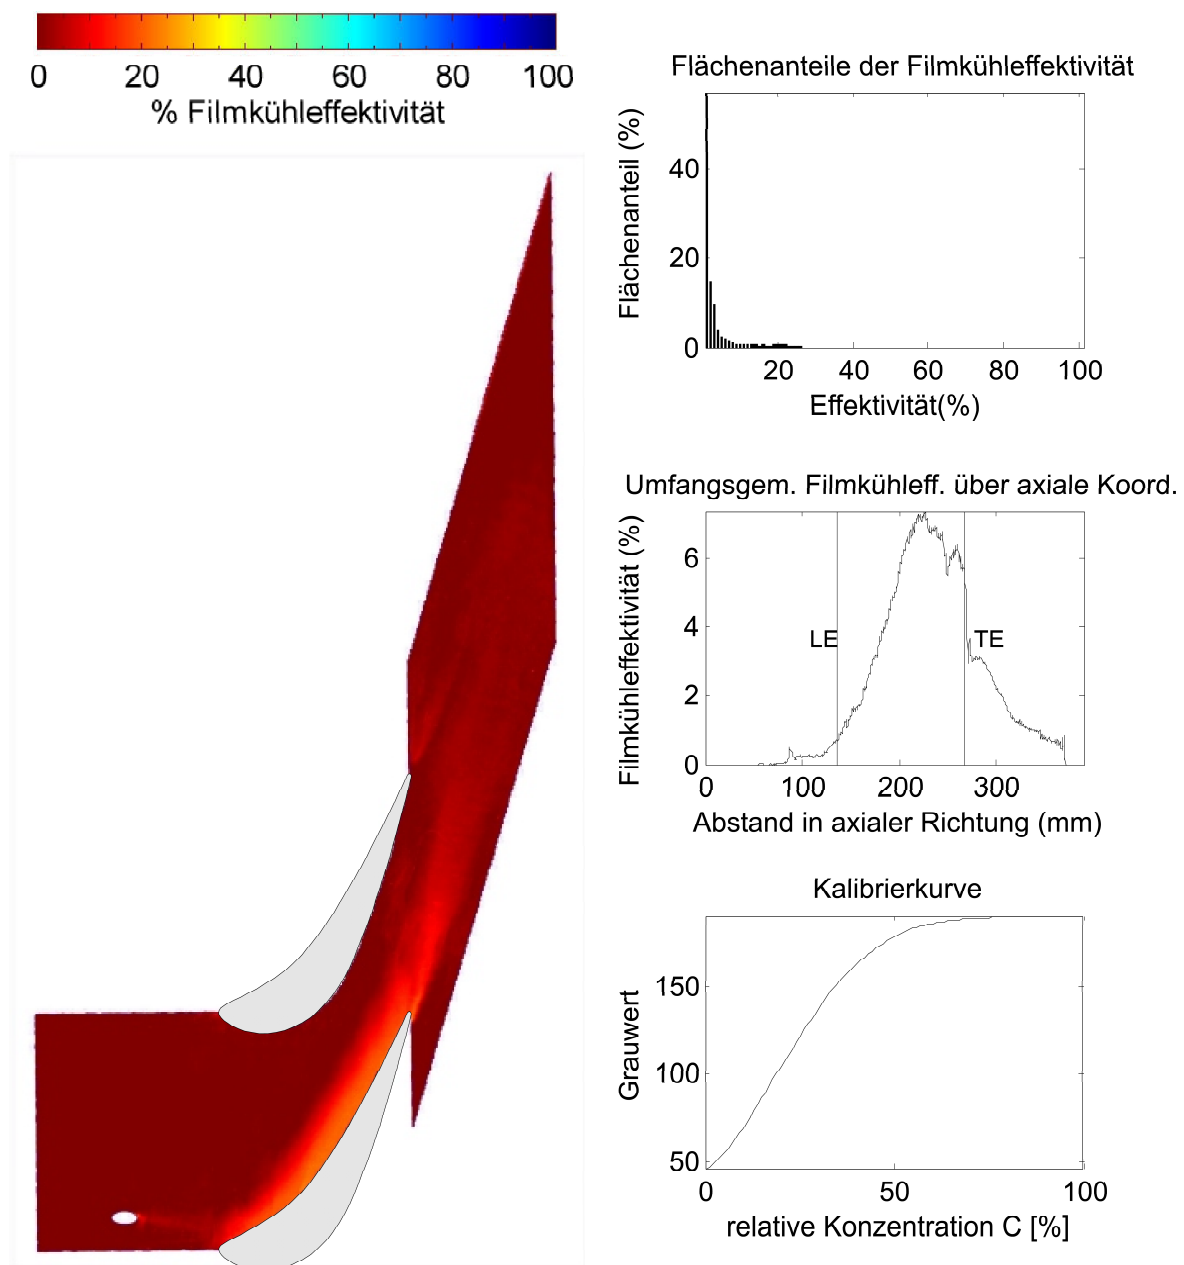 0 20 40 60 80 100
% Filmkühleffektivität
Flächenanteile der Filmkühleffektivität
Flächenanteil (%)
40
20
0
20 40 60 80 100
Effektivität(%)
Umfangsgem. Filmkühleff. über axiale Koord.
Filmkühleffektivität (%)
6
4
2
0
LE
TE
0 100 200 300
Abstand in axialer Richtung (mm)
Kalibrierkurve
Grauwert
150
100
50
0 50 100
relative Konzentration C [%]